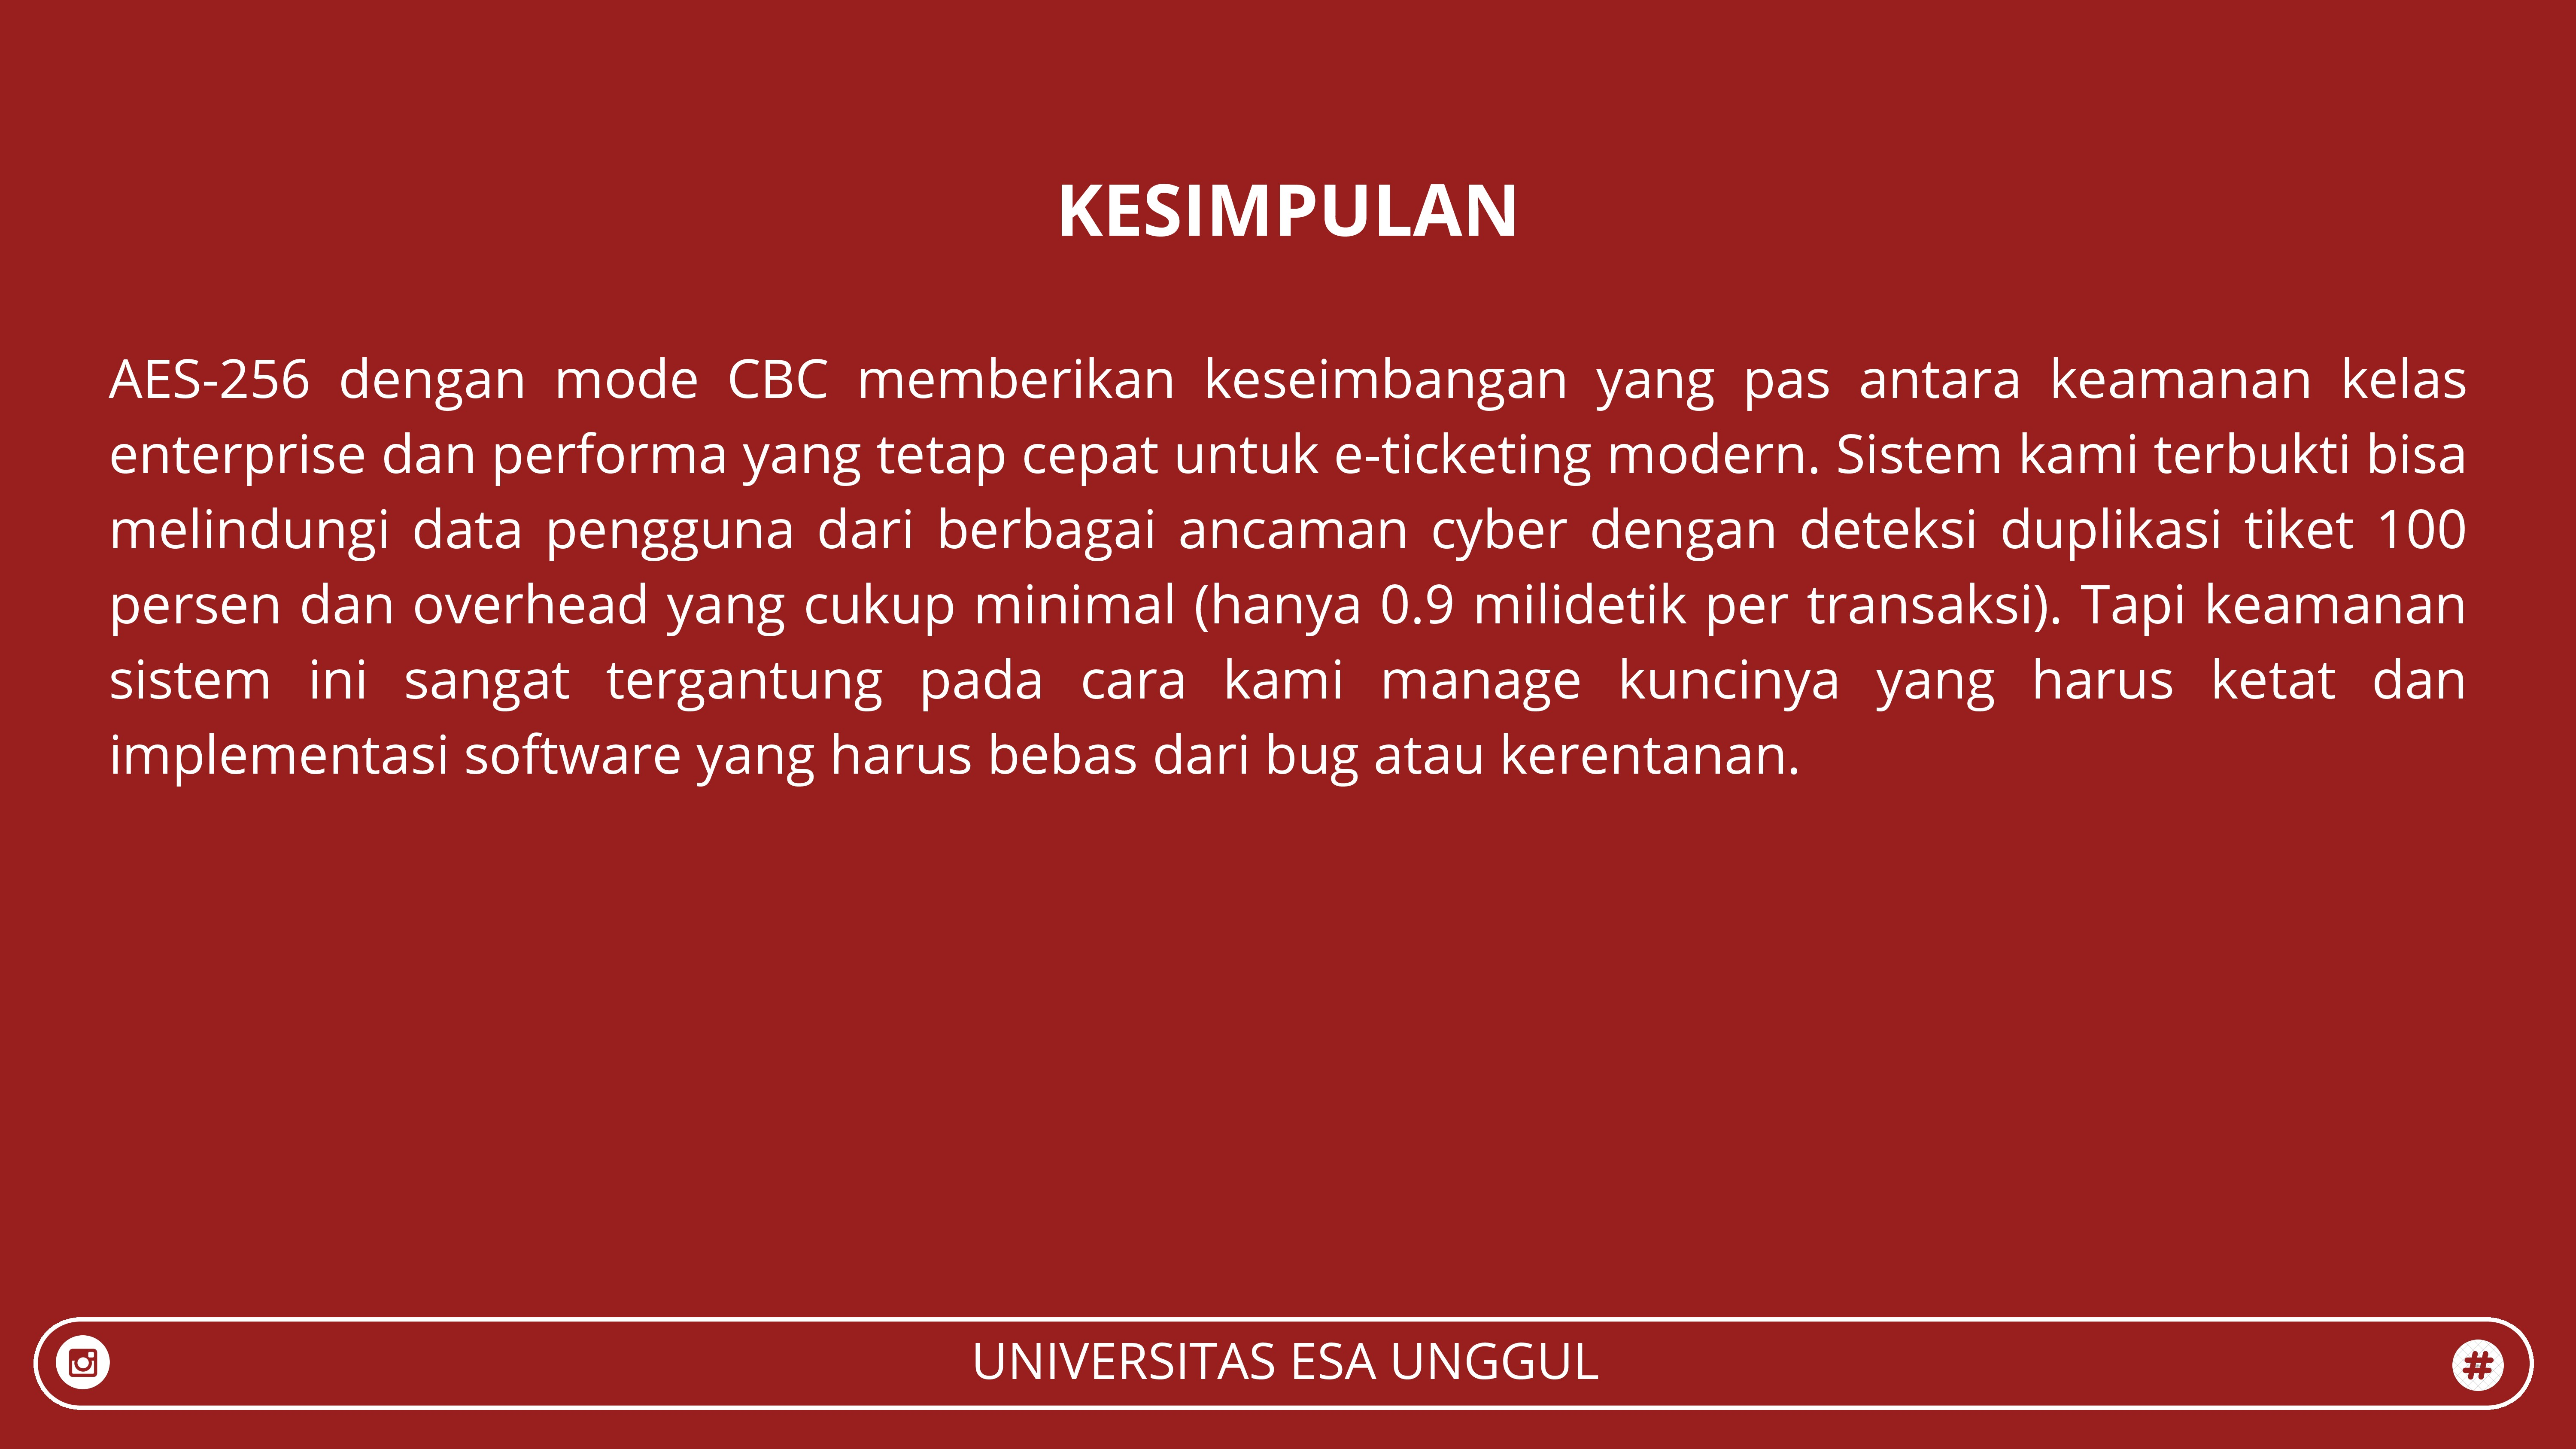 KESIMPULAN
AES-256 dengan mode CBC memberikan keseimbangan yang pas antara keamanan kelas
enterprise dan performa yang tetap cepat untuk e-ticketing modern. Sistem kami terbukti bisa
melindungi data pengguna dari berbagai ancaman cyber dengan deteksi duplikasi tiket 100
persen dan overhead yang cukup minimal (hanya 0.9 milidetik per transaksi). Tapi keamanan
sistem ini sangat tergantung pada cara kami manage kuncinya yang harus ketat dan
implementasi software yang harus bebas dari bug atau kerentanan.
UNIVERSITAS ESA UNGGUL
#